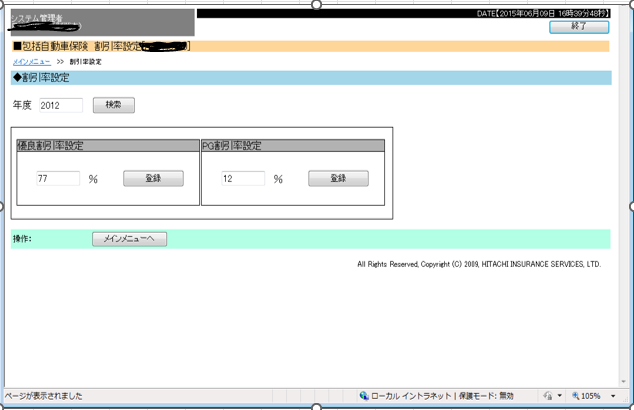 システム管理者
DATE【2015年06月09日 16時39分48秒】
終了
■包括自動車保険 割引率設定[
メインメニュー >> 割引率設定
◆割引率設定
年度 2012 検索
優良割引率設定 PG割引率設定
77 % 登録 12 % 登録
操作: メインメニューへ
All Rights Reserved, Copyright (C) 2009, HITACHI INSURANCE SERVICES, LTD.
ページが表示されました ローカル イントラネット | 保護モード: 無効 105%